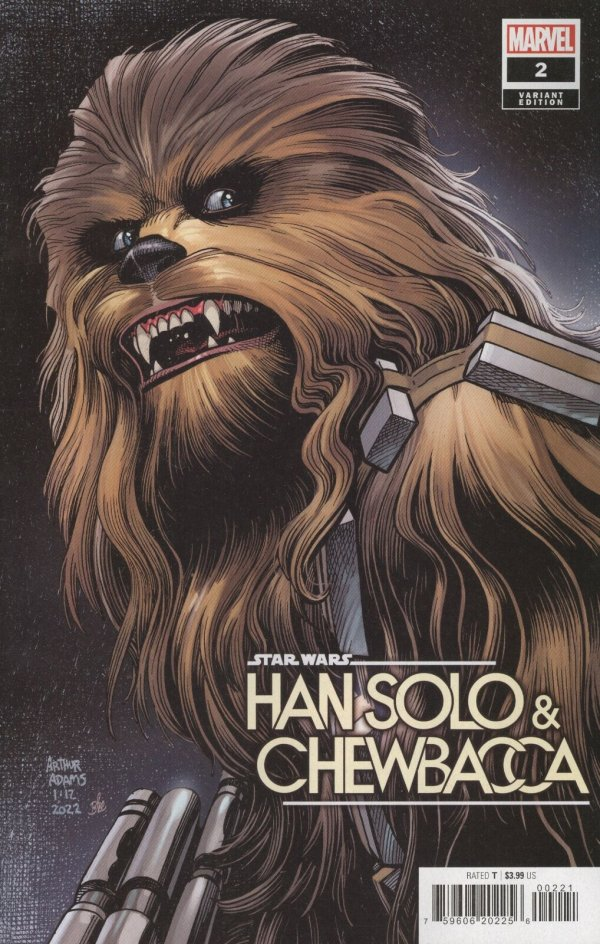 MARVEL
2
VARIANT
EDITION
STAR WARS
HAN SOLO &
CHEWBACCA
ARTHUR
ADAMS
1·12
2022
RATED T $3.99 US
00221
7 59606 20225 6